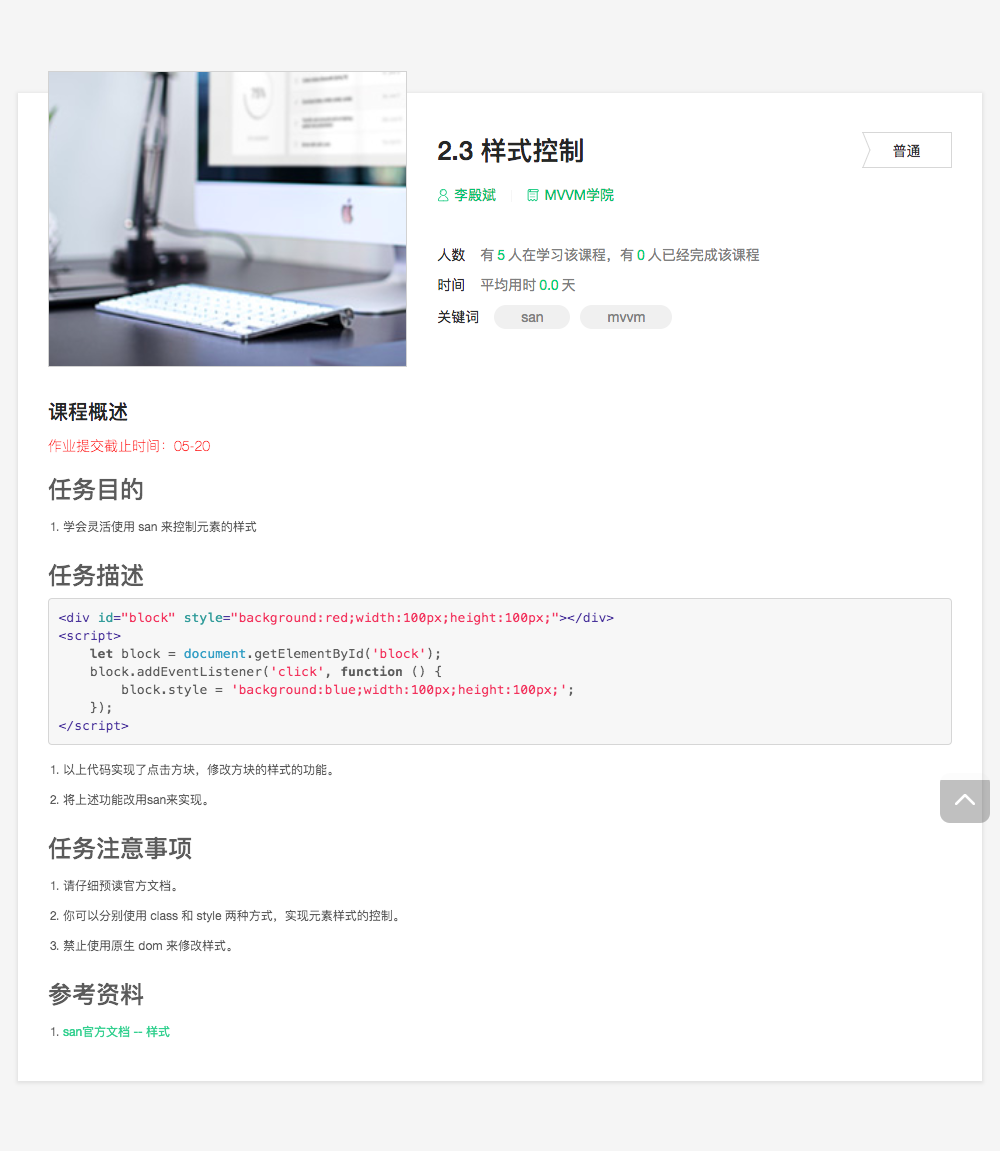 2.3 样式控制
普通
李殿斌 MVVM学院
人数 有 5 人在学习该课程，有 0 人已经完成该课程
时间 平均用时 0.0 天
关键词 san mvvm
课程概述
作业提交截止时间：05-20
任务目的
1. 学会灵活使用 san 来控制元素的样式
任务描述
<div id="block" style="background:red;width:100px;height:100px;"></div>
<script>
    let block = document.getElementById('block');
    block.addEventListener('click', function () {
        block.style = 'background:blue;width:100px;height:100px;';
    });
</script>
1. 以上代码实现了点击方块，修改方块的样式的功能。
2. 将上述功能改用san来实现。
任务注意事项
1. 请仔细预读官方文档。
2. 你可以分别使用 class 和 style 两种方式，实现元素样式的控制。
3. 禁止使用原生 dom 来修改样式。
参考资料
1. san官方文档 -- 样式